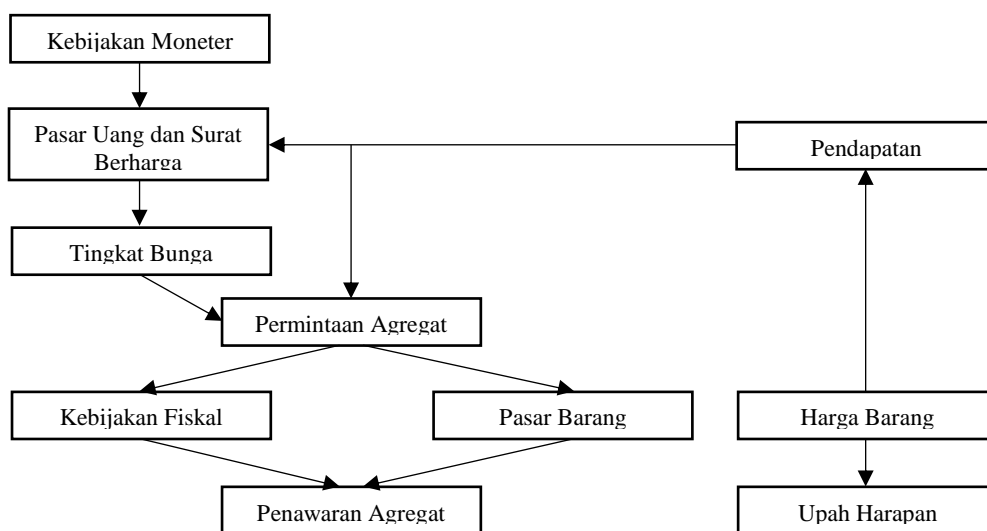 Kebijakan Moneter
Pasar Uang dan Surat
Berharga
Pendapatan
Tingkat Bunga
Permintaan Agregat
Kebijakan Fiskal
Pasar Barang
Harga Barang
Penawaran Agregat
Upah Harapan